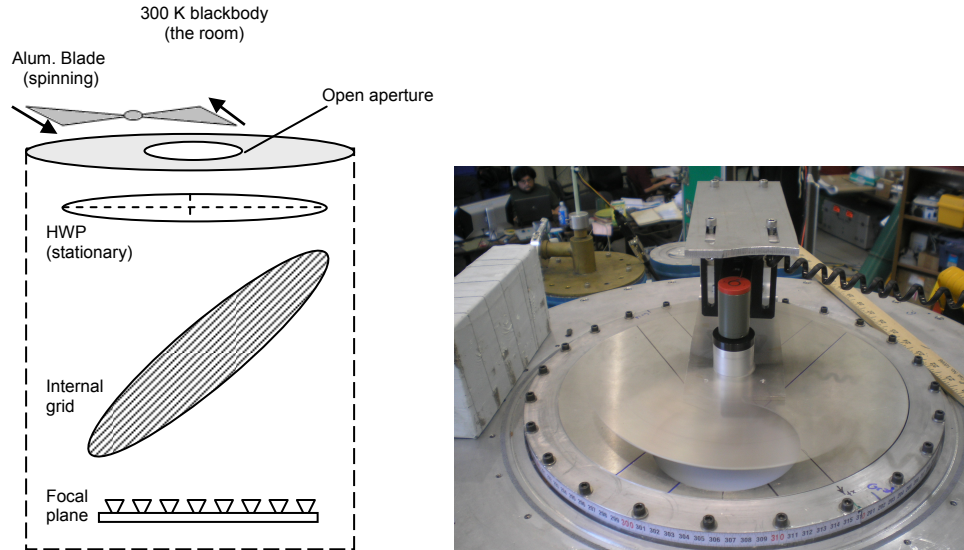 300 K blackbody
(the room)
Alum. Blade
(spinning)
Open aperture
HWP
(stationary)
Internal
grid
Focal
plane